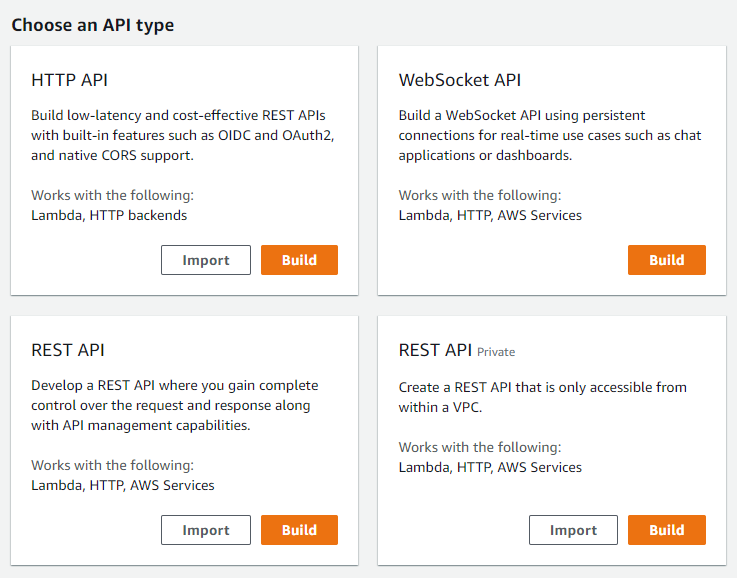 Choose an API type
HTTP API
Build low-latency and cost-effective REST APIs
with built-in features such as OIDC and OAuth2,
and native CORS support.
Works with the following:
Lambda, HTTP backends
Import
Build
WebSocket API
Build a WebSocket API using persistent
connections for real-time use cases such as chat
applications or dashboards.
Works with the following:
Lambda, HTTP, AWS Services
Build
REST API
Develop a REST API where you gain complete
control over the request and response along
with API management capabilities.
Works with the following:
Lambda, HTTP, AWS Services
Import
Build
REST API Private
Create a REST API that is only accessible from
within a VPC.
Works with the following:
Lambda, HTTP, AWS Services
Import
Build